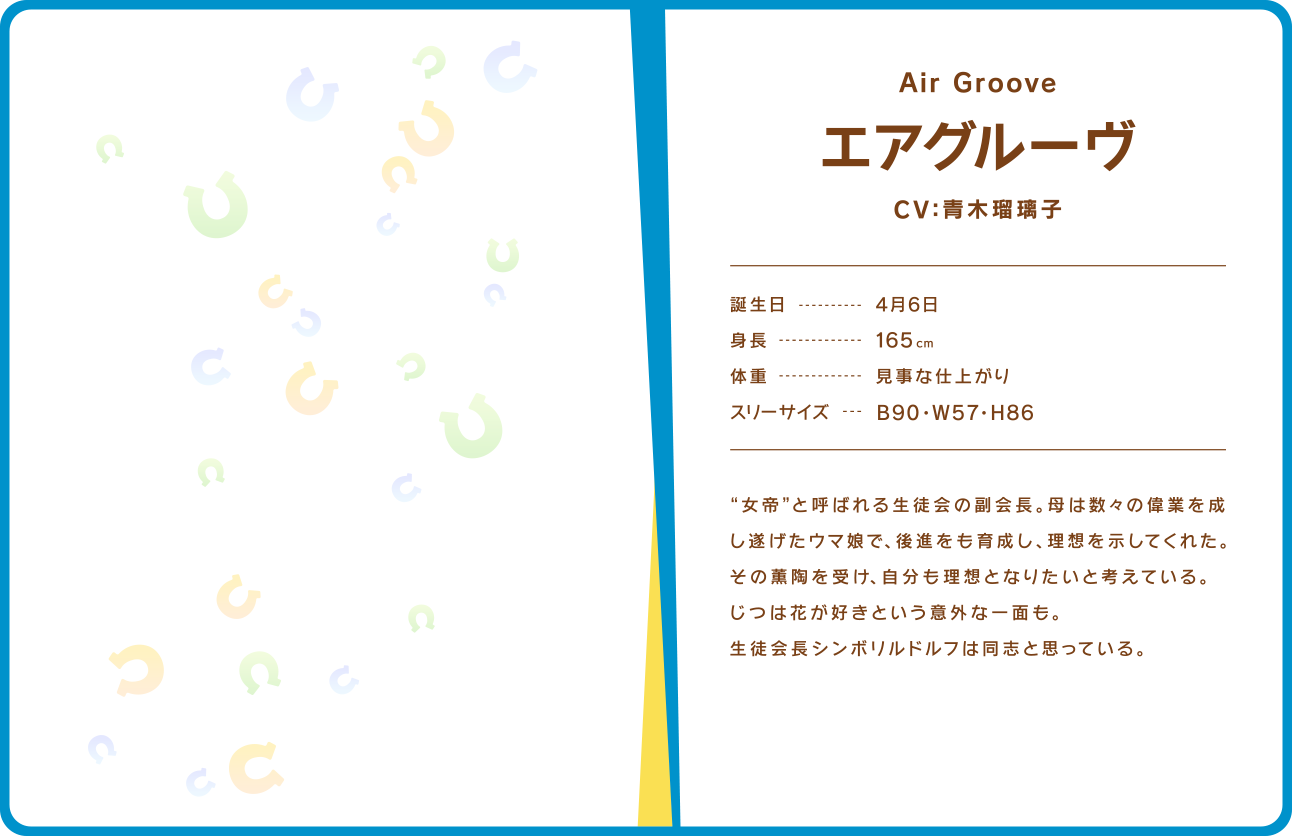 Air Groove
エアグルーヴ
CV:青木瑠璃子
誕生日 ---------- 4月6日
身長 ------------- 165cm
体重 ------------- 見事な仕上がり
スリーサイズ --- B90・W57・H86
“女帝”と呼ばれる生徒会の副会長。母は数々の偉業を成
し遂げたウマ娘で、後進をも育成し、理想を示してくれた。
その薫陶を受け、自分も理想となりたいと考えている。
じつは花が好きという意外な一面も。
生徒会長シンボリルドルフは同志と思っている。